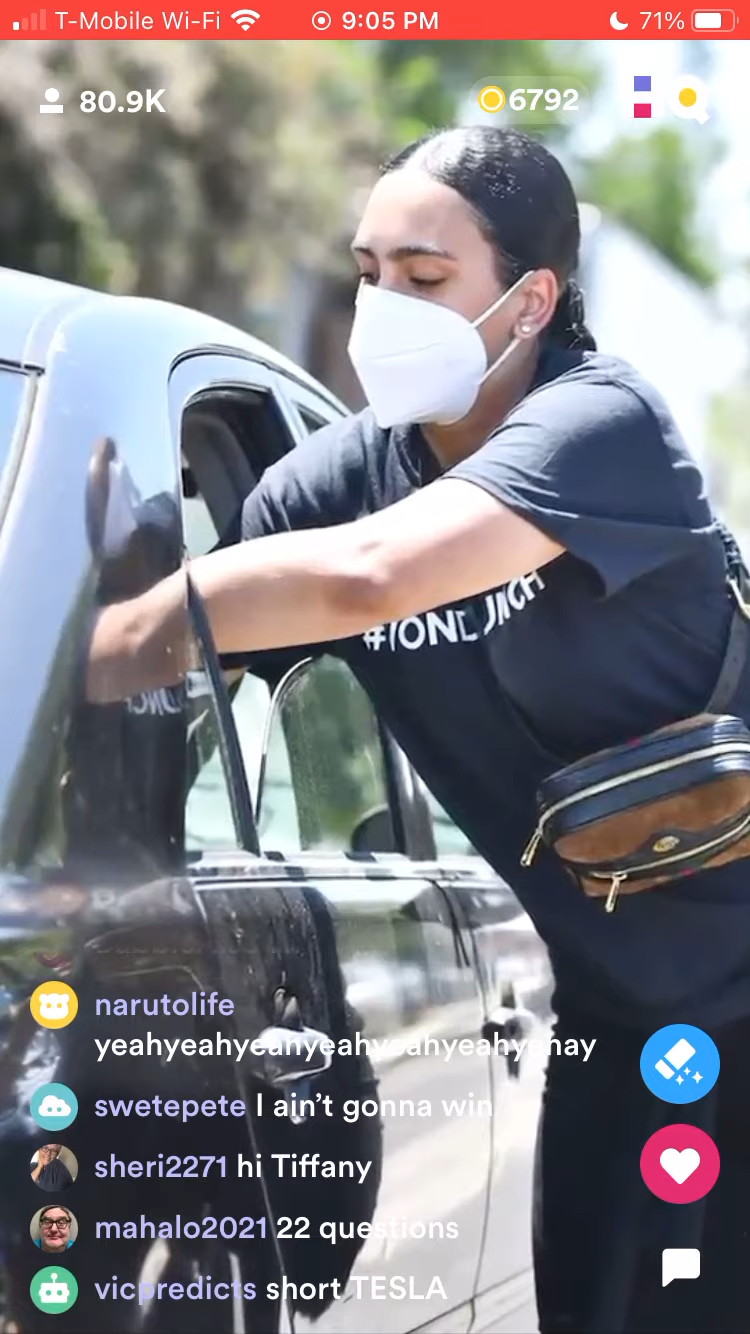 T-Mobile Wi-Fi 9:05 PM 71%
80.9K 6792
narutolife
yeahyeahyeahyeahyeahyeahyehay
swetepete I ain’t gonna win
sheri2271 hi Tiffany
mahalo2021 22 questions
vicpredicts short TESLA